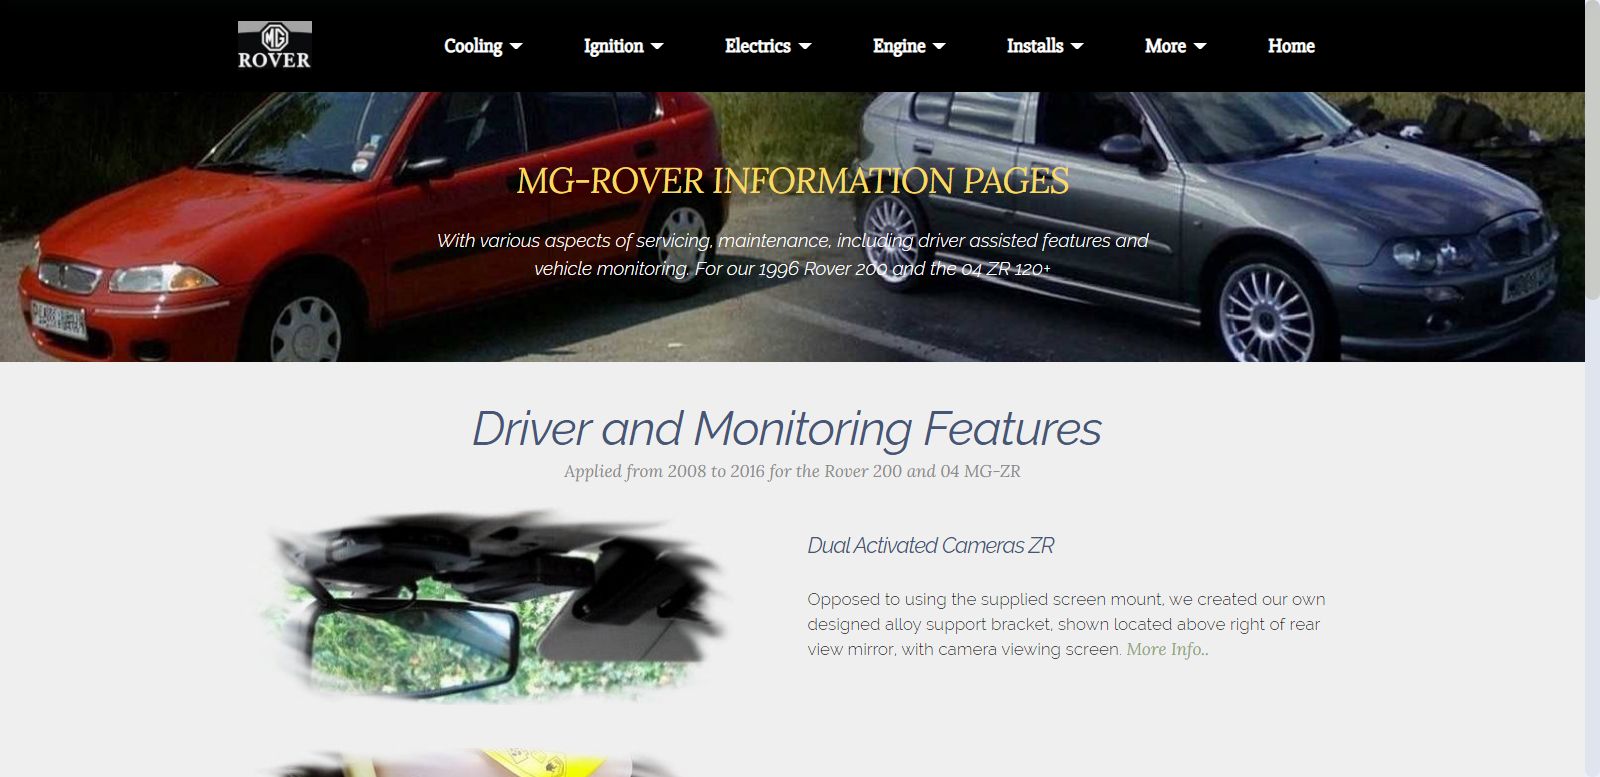 MG
ROVER
Cooling
Ignition
Electrics
Engine
Installs
More
Home
MG-ROVER INFORMATION PAGES
With various aspects of servicing, maintenance, including driver assisted features and
vehicle monitoring. For our 1996 Rover 200 and the 04 ZR 120+
Driver and Monitoring Features
Applied from 2008 to 2016 for the Rover 200 and 04 MG-ZR
Dual Activated Cameras ZR
Opposed to using the supplied screen mount, we created our own
designed alloy support bracket, shown located above right of rear
view mirror, with camera viewing screen. More Info..